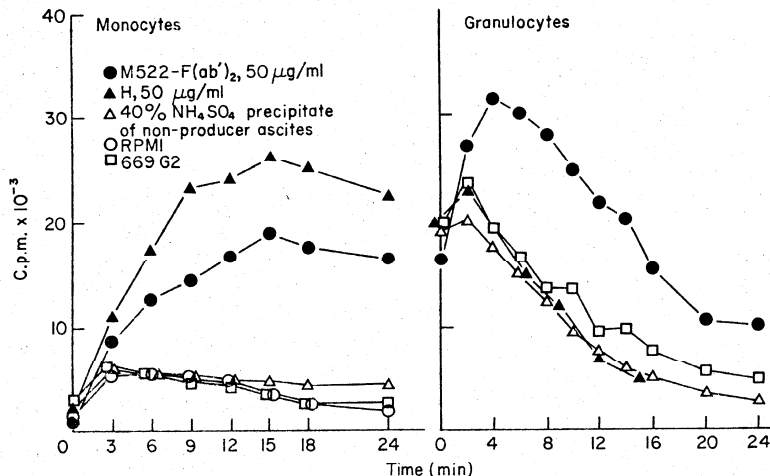 40
30
20
10
C.p.m. x 10⁻³
Monocytes
● M522-F(ab')₂, 50 μg/ml
▲ H, 50 μg/ml
△ 40% NH₄SO₄ precipitate
of non-producer ascites
○ RPMI
□ 669 G2
0 3 6 9 12 15 18 24
Granulocytes
0 4 8 12 16 20 24
Time (min)